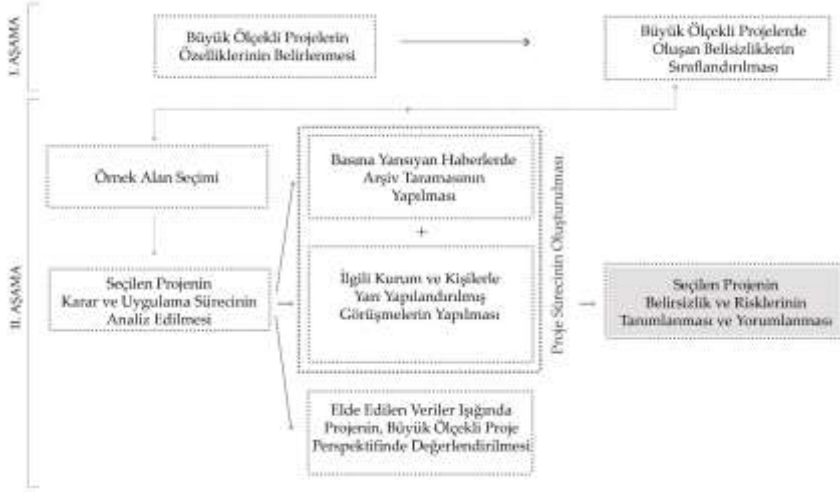 I. AŞAMA
Büyük Ölçekli Projelerin
Özelliklerinin Belirlenmesi
Büyük Ölçekli Projelerde
Oluşan Belisizliklerin
Sınıflandırılması
II. AŞAMA
Örnek Alan Seçimi
Seçilen Projenin
Karar ve Uygulama Sürecinin
Analiz Edilmesi
Basına Yansıyan Haberlerde
Arşiv Taramasının
Yapılması
+
İlgili Kurum ve Kişilerle
Yarı Yapılandırılmış
Görüşmelerin Yapılması
Proje Sürecinin Oluşturulması
Elde Edilen Veriler Işığında
Projenin, Büyük Ölçekli Proje
Perspektifinde Değerlendirilmesi
Seçilen Projenin
Belirsizlik ve Risklerinin
Tanımlanması ve Yorumlanması